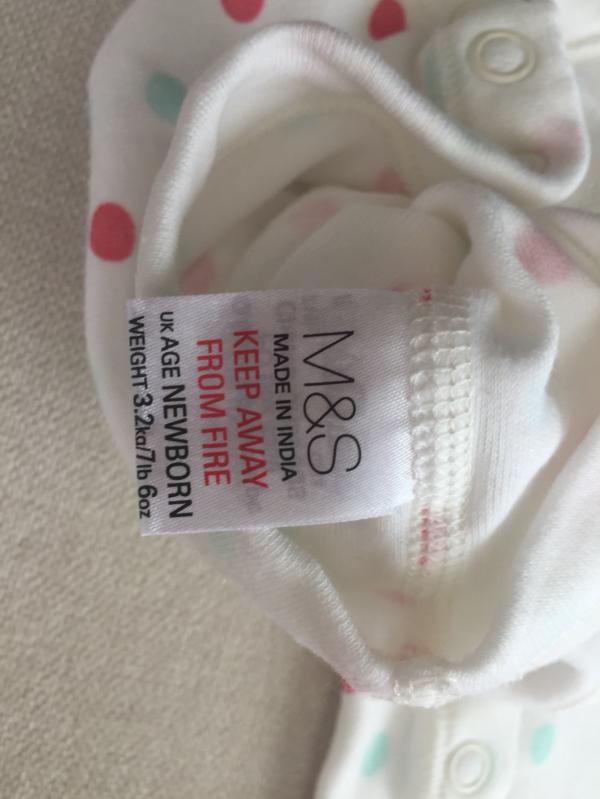 M&S
MADE IN INDIA
KEEP AWAY
FROM FIRE
UK AGE NEWBORN
WEIGHT 3.2kg/7lb 6oz